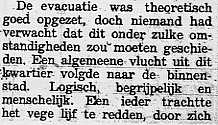 De evacuatie was theoretisch
goed opgezet, doch niemand had
verwacht dat dit onder zulke om-
standigheden zou moeten geschie-
den. Een algemeene vlucht uit dit
kwartier volgde naar de binnen-
stad. Logisch, begrijpelijk en
menschelijk. Een ieder trachtte
het vege lijf te redden, door zich